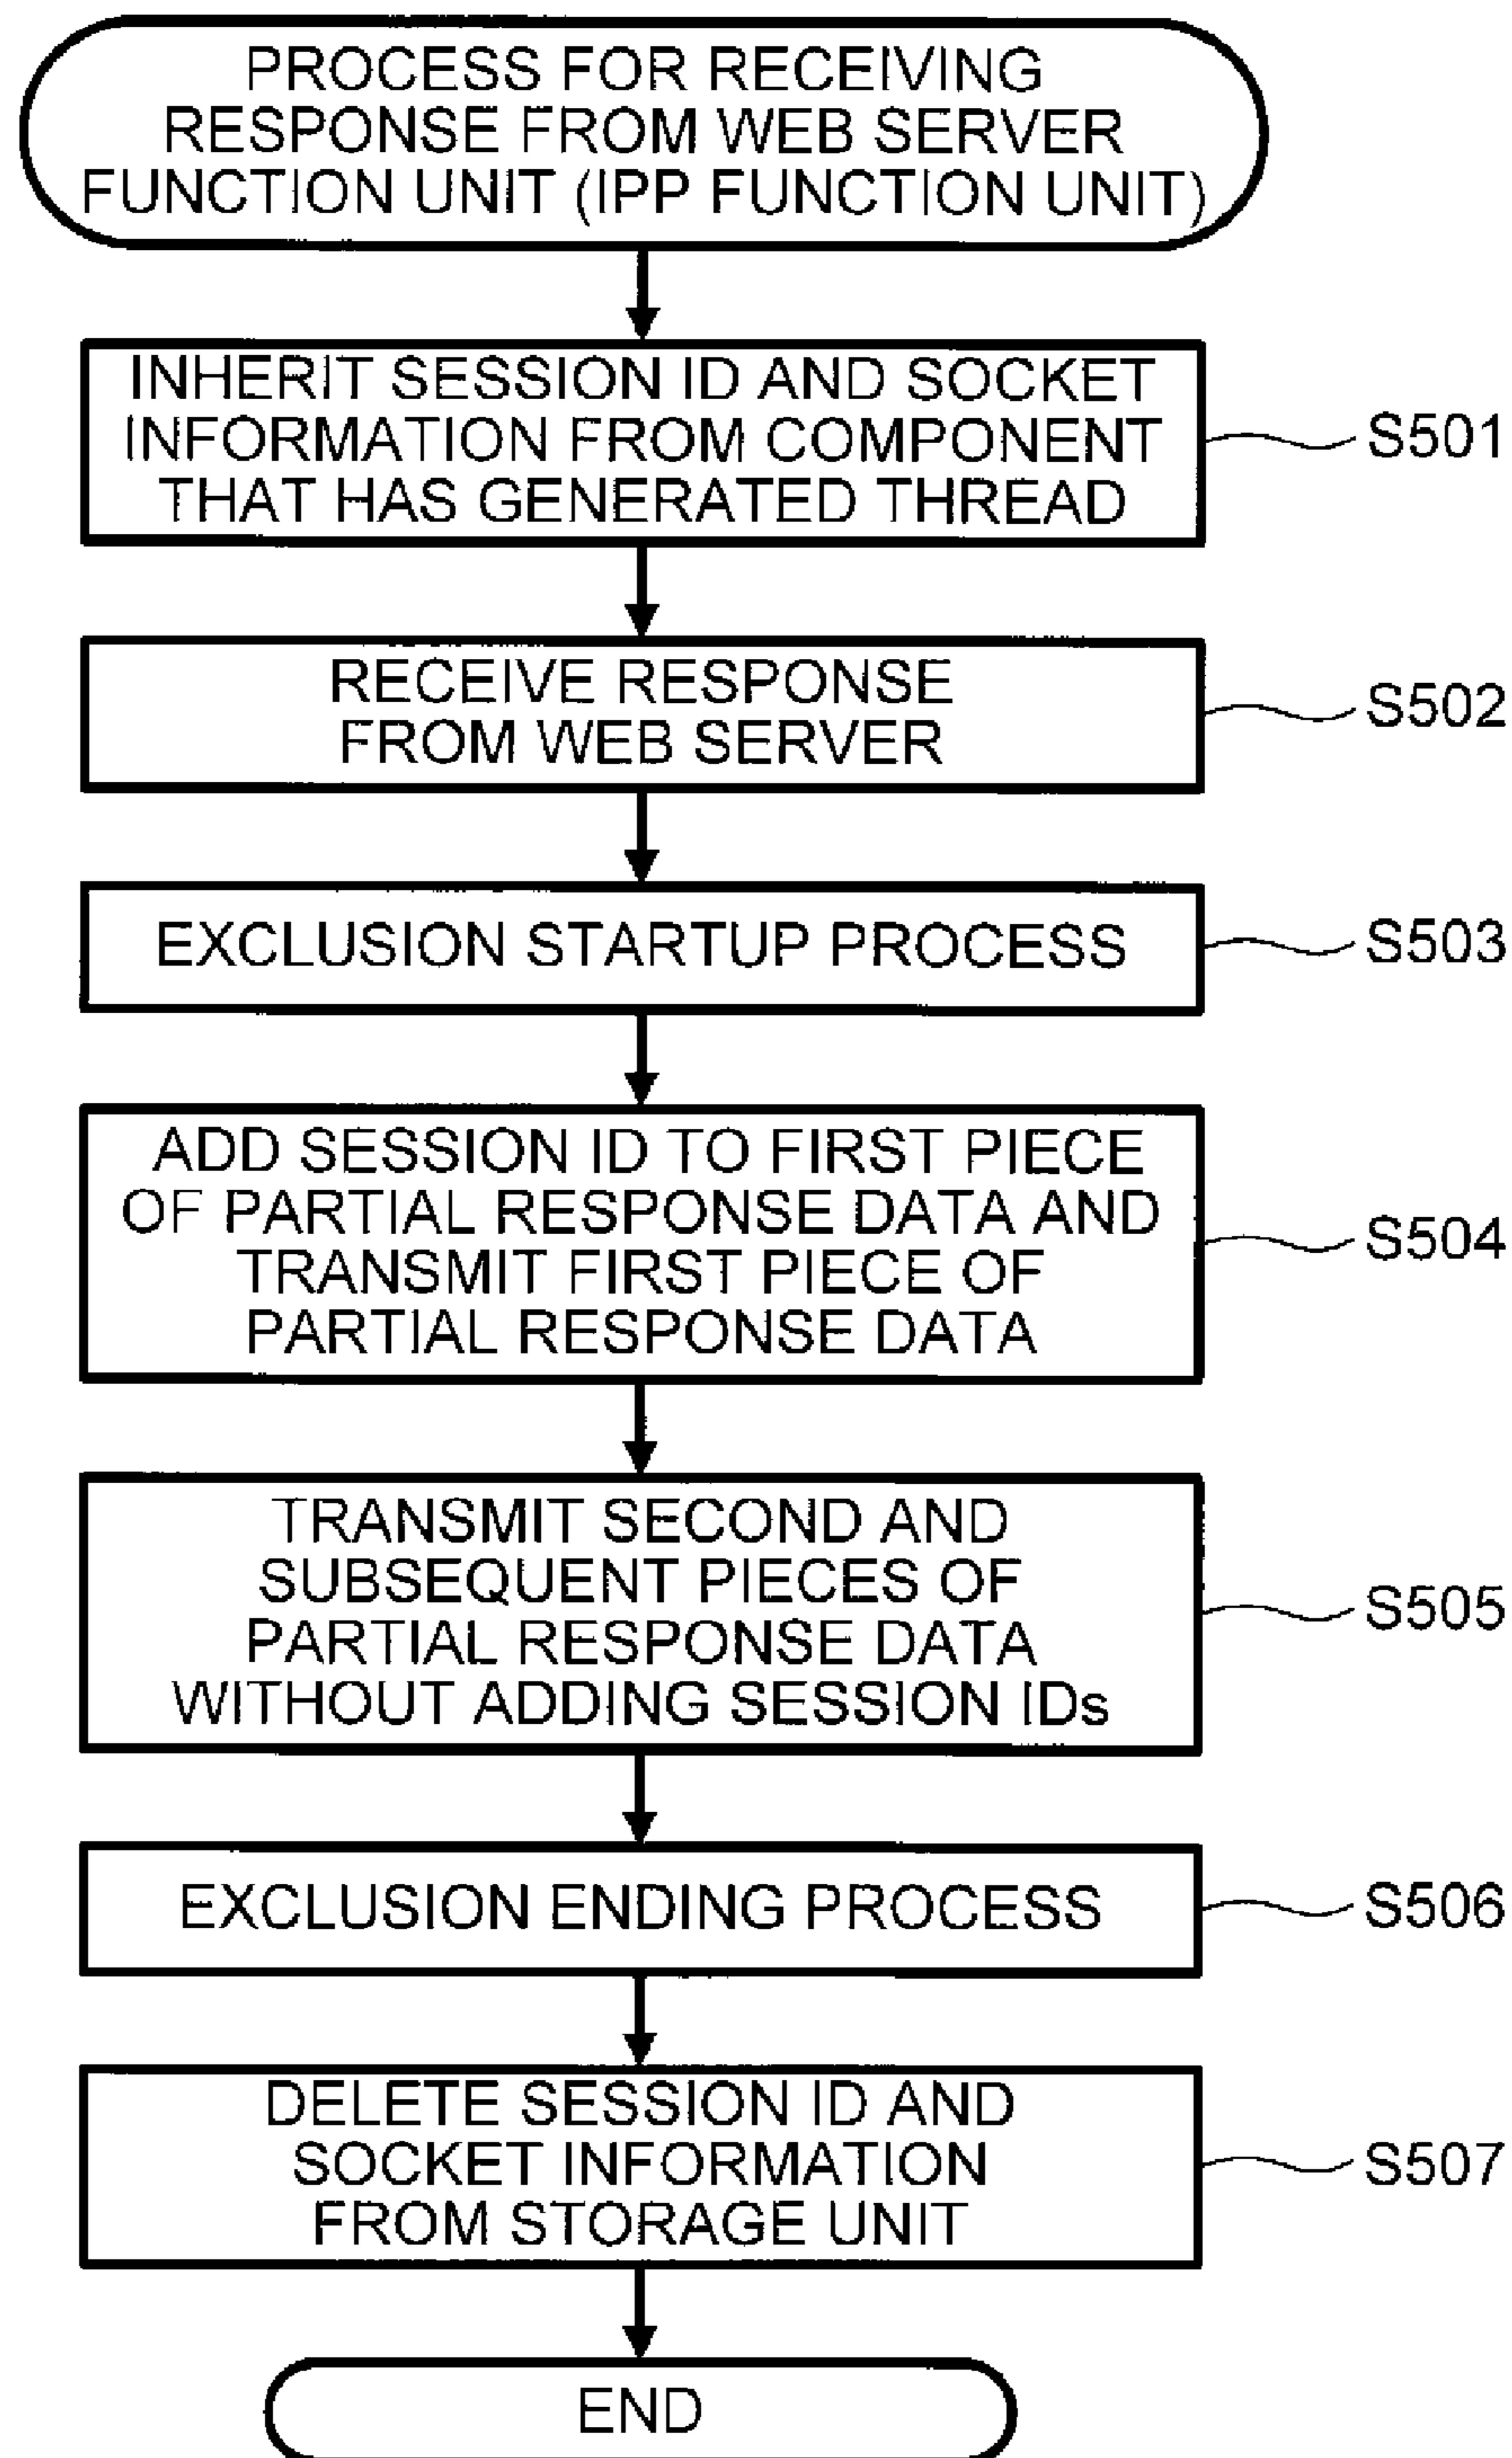 PROCESS FOR RECEIVING
RESPONSE FROM WEB SERVER
FUNCTION UNIT (IPP FUNCTION UNIT)
INHERIT SESSION ID AND SOCKET
INFORMATION FROM COMPONENT
THAT HAS GENERATED THREAD
S501
RECEIVE RESPONSE
FROM WEB SERVER
S502
EXCLUSION STARTUP PROCESS
S503
ADD SESSION ID TO FIRST PIECE
OF PARTIAL RESPONSE DATA AND
TRANSMIT FIRST PIECE OF
PARTIAL RESPONSE DATA
S504
TRANSMIT SECOND AND
SUBSEQUENT PIECES OF
PARTIAL RESPONSE DATA
WITHOUT ADDING SESSION IDs
S505
EXCLUSION ENDING PROCESS
S506
DELETE SESSION ID AND
SOCKET INFORMATION
FROM STORAGE UNIT
S507
END